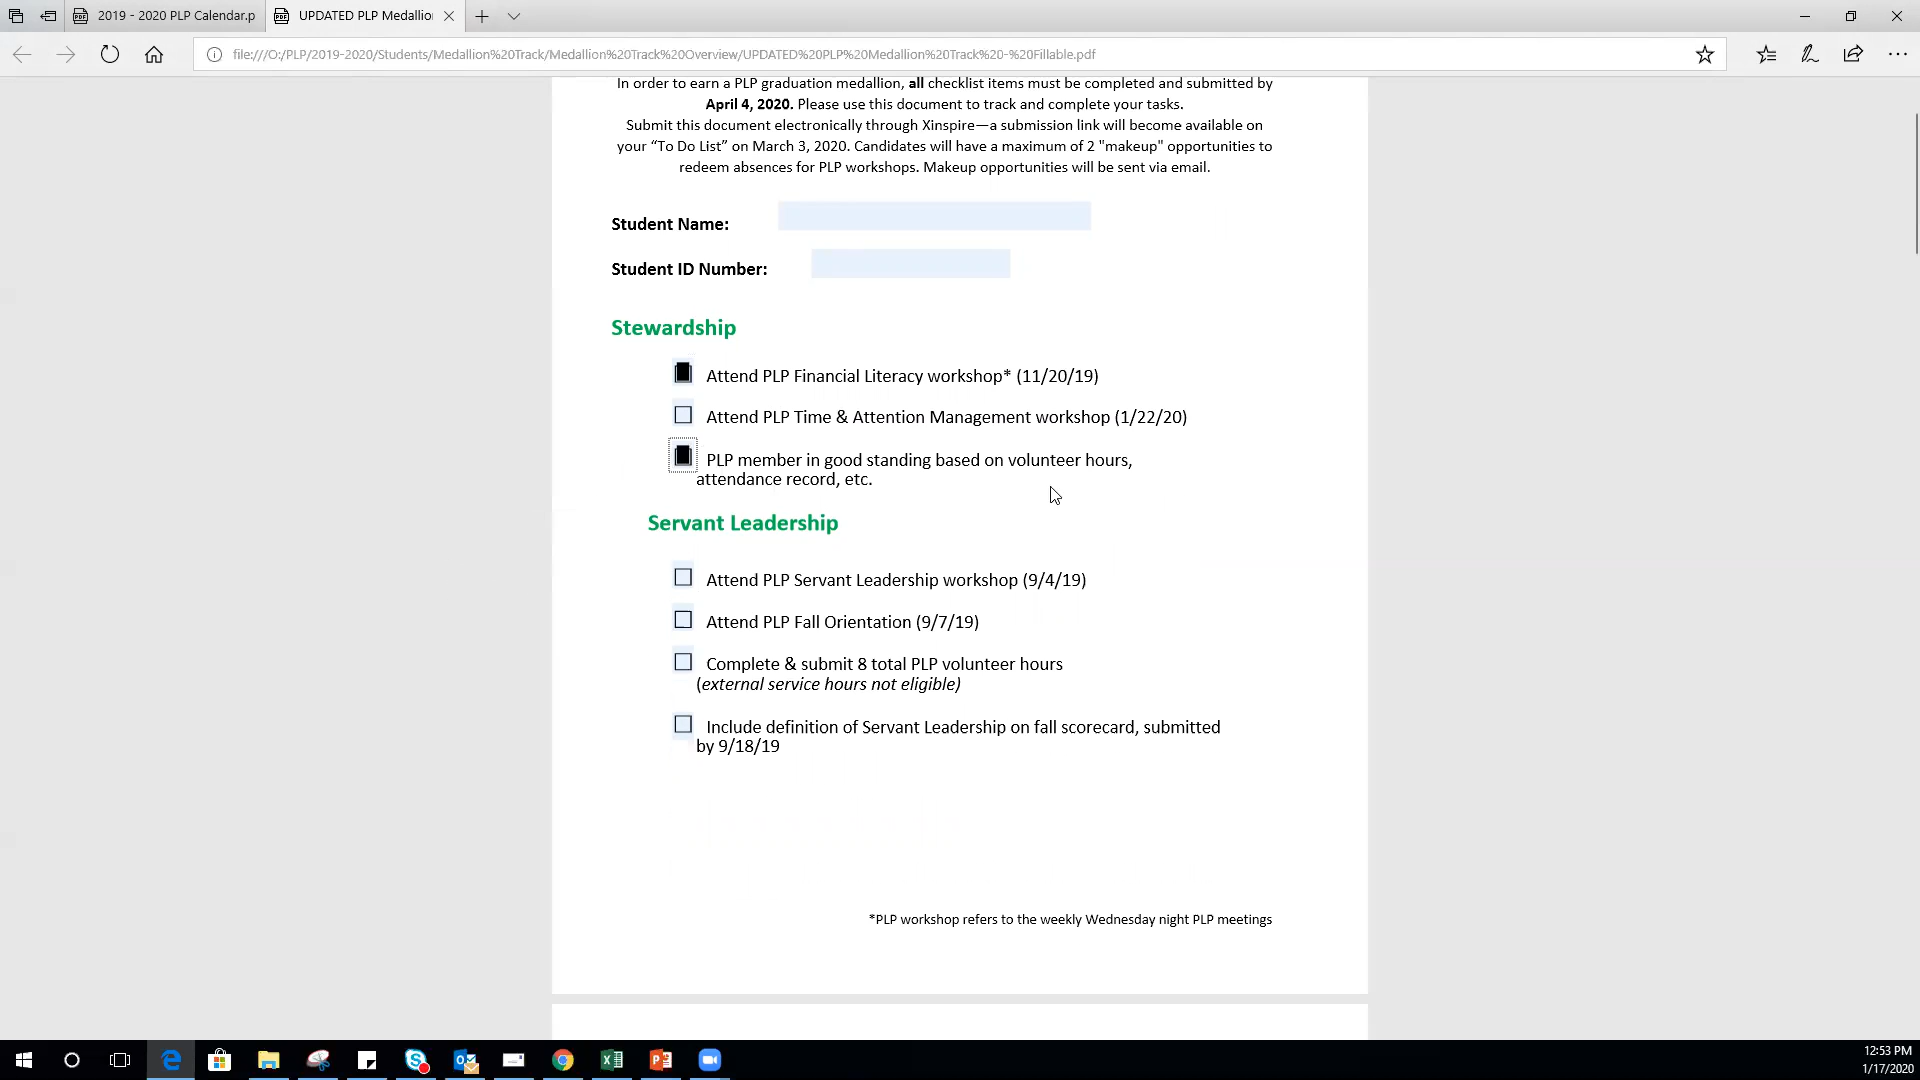 2019 - 2020 PLP Calendar.p
UPDATED PLP Medallio
file:///O:/PLP/2019-2020/Students/Medallion%20Track/Medallion%20Track%20Overview/UPDATED%20PLP%20Medallion%20Track%20-%20Fillable.pdf
In order to earn a PLP graduation medallion, all checklist items must be completed and submitted by
April 4, 2020. Please use this document to track and complete your tasks.
Submit this document electronically through Xinspire—a submission link will become available on
your “To Do List” on March 3, 2020. Candidates will have a maximum of 2 "makeup" opportunities to
redeem absences for PLP workshops. Makeup opportunities will be sent via email.
Student Name:
Student ID Number:
Stewardship
Attend PLP Financial Literacy workshop* (11/20/19)
Attend PLP Time & Attention Management workshop (1/22/20)
PLP member in good standing based on volunteer hours,
attendance record, etc.
Servant Leadership
Attend PLP Servant Leadership workshop (9/4/19)
Attend PLP Fall Orientation (9/7/19)
Complete & submit 8 total PLP volunteer hours
(external service hours not eligible)
Include definition of Servant Leadership on fall scorecard, submitted
by 9/18/19
*PLP workshop refers to the weekly Wednesday night PLP meetings
12:53 PM
1/17/2020